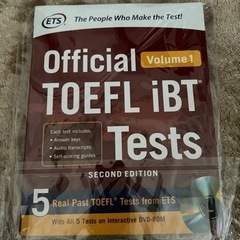 ETS The People Who Make the Test!
Official Volume 1
TOEFL iBT®
Each test includes:
• Answer keys
• Audio transcripts
• Self-scoring guides
Tests
SECOND EDITION
5 Real Past TOEFL® Tests from ETS
With All 5 Tests on Interactive DVD-ROM